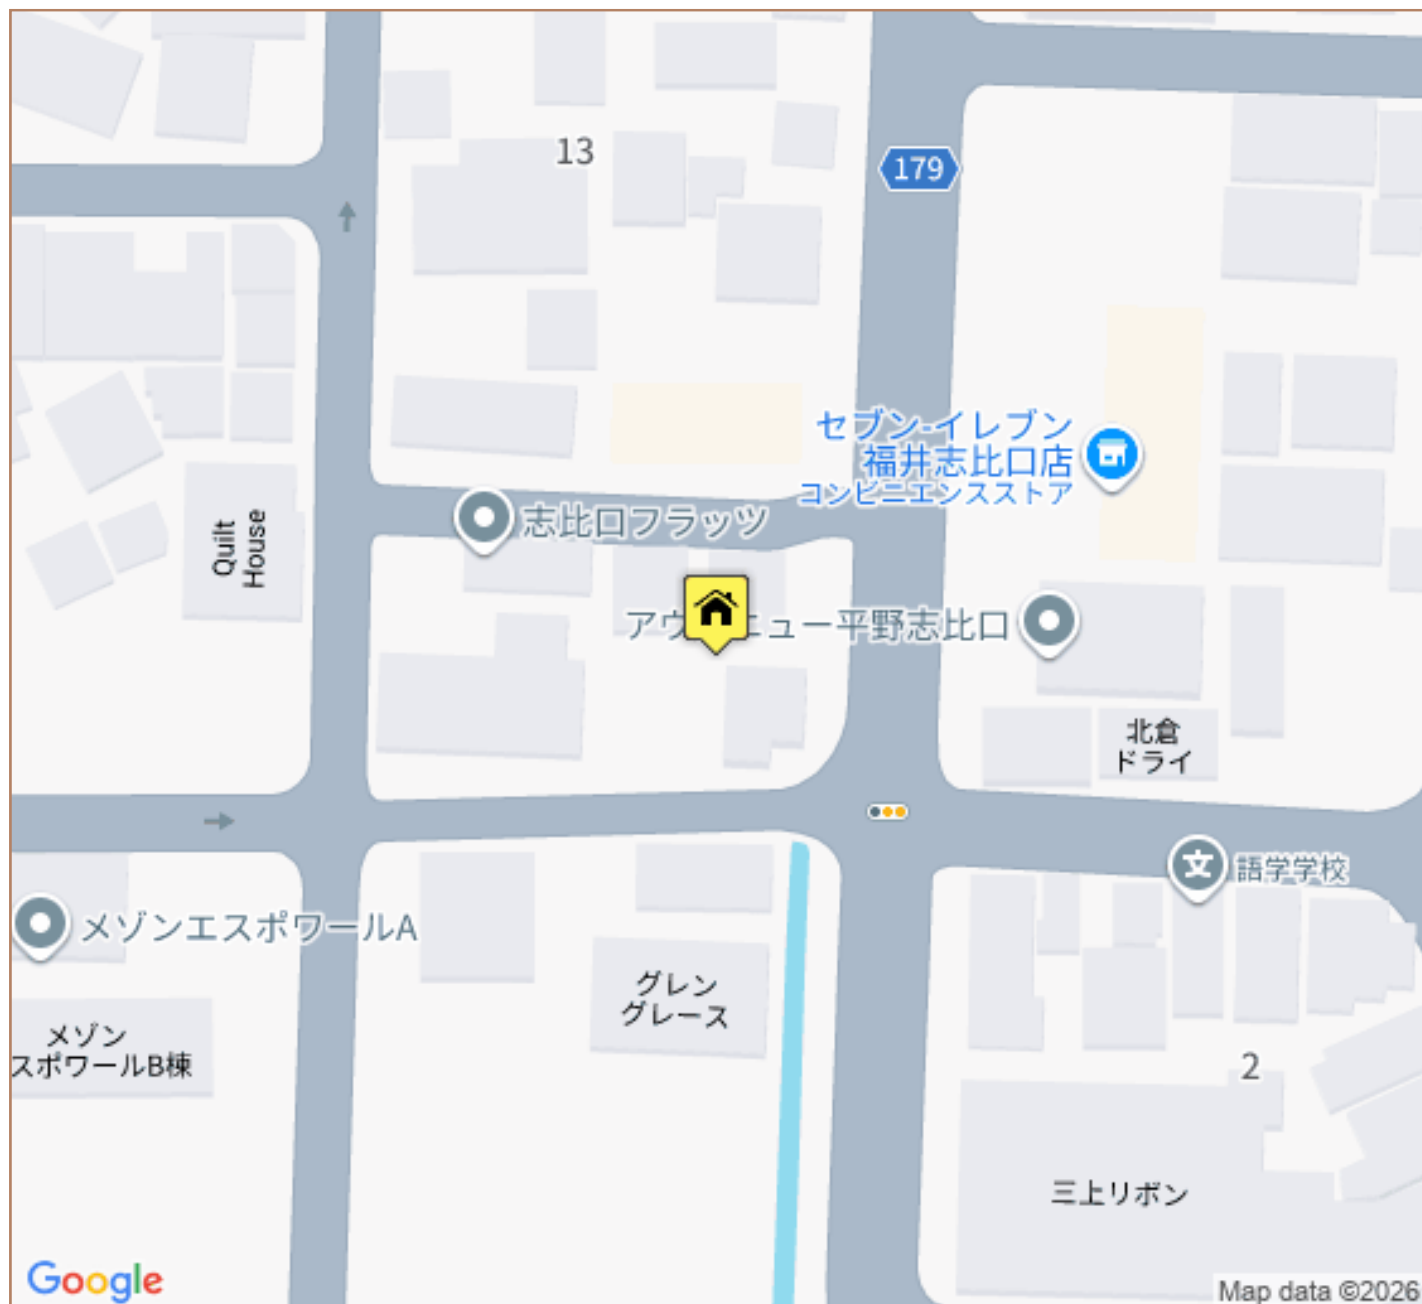 13
179
セブン-イレブン
福井志比口店
コンビニエンスストア
志比口フラッツ
Quilt
House
アヴ
ニュー平野志比口
北倉
ドライ
文
語学学校
メゾンエスポワールA
グレン
グレース
メゾン
スポワールB棟
2
三上リボン
Google
Map data ©2026